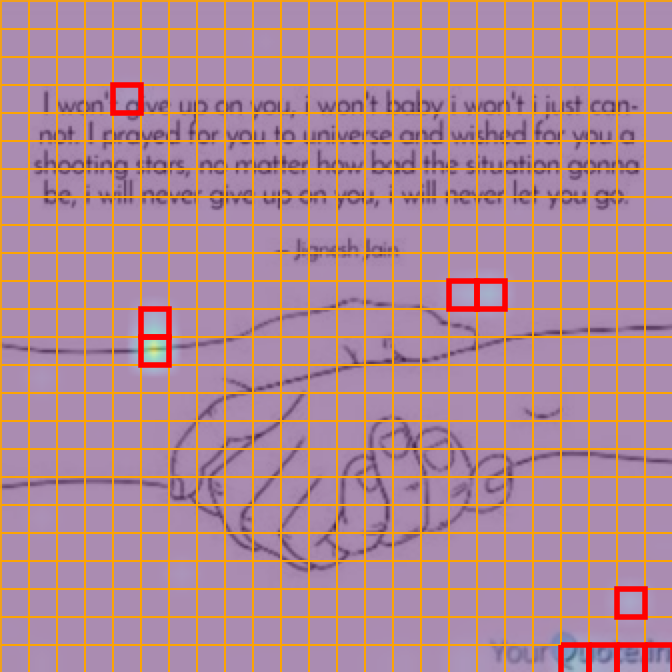 I won't give up on you, i won't baby i won't i just can-
not. I prayed for you to universe and wished for you a
shooting stars, no matter how bad the situation gonna
be, i will never give up on you, i will never let you go.
-- Jignesh Jain
YourQuote.in